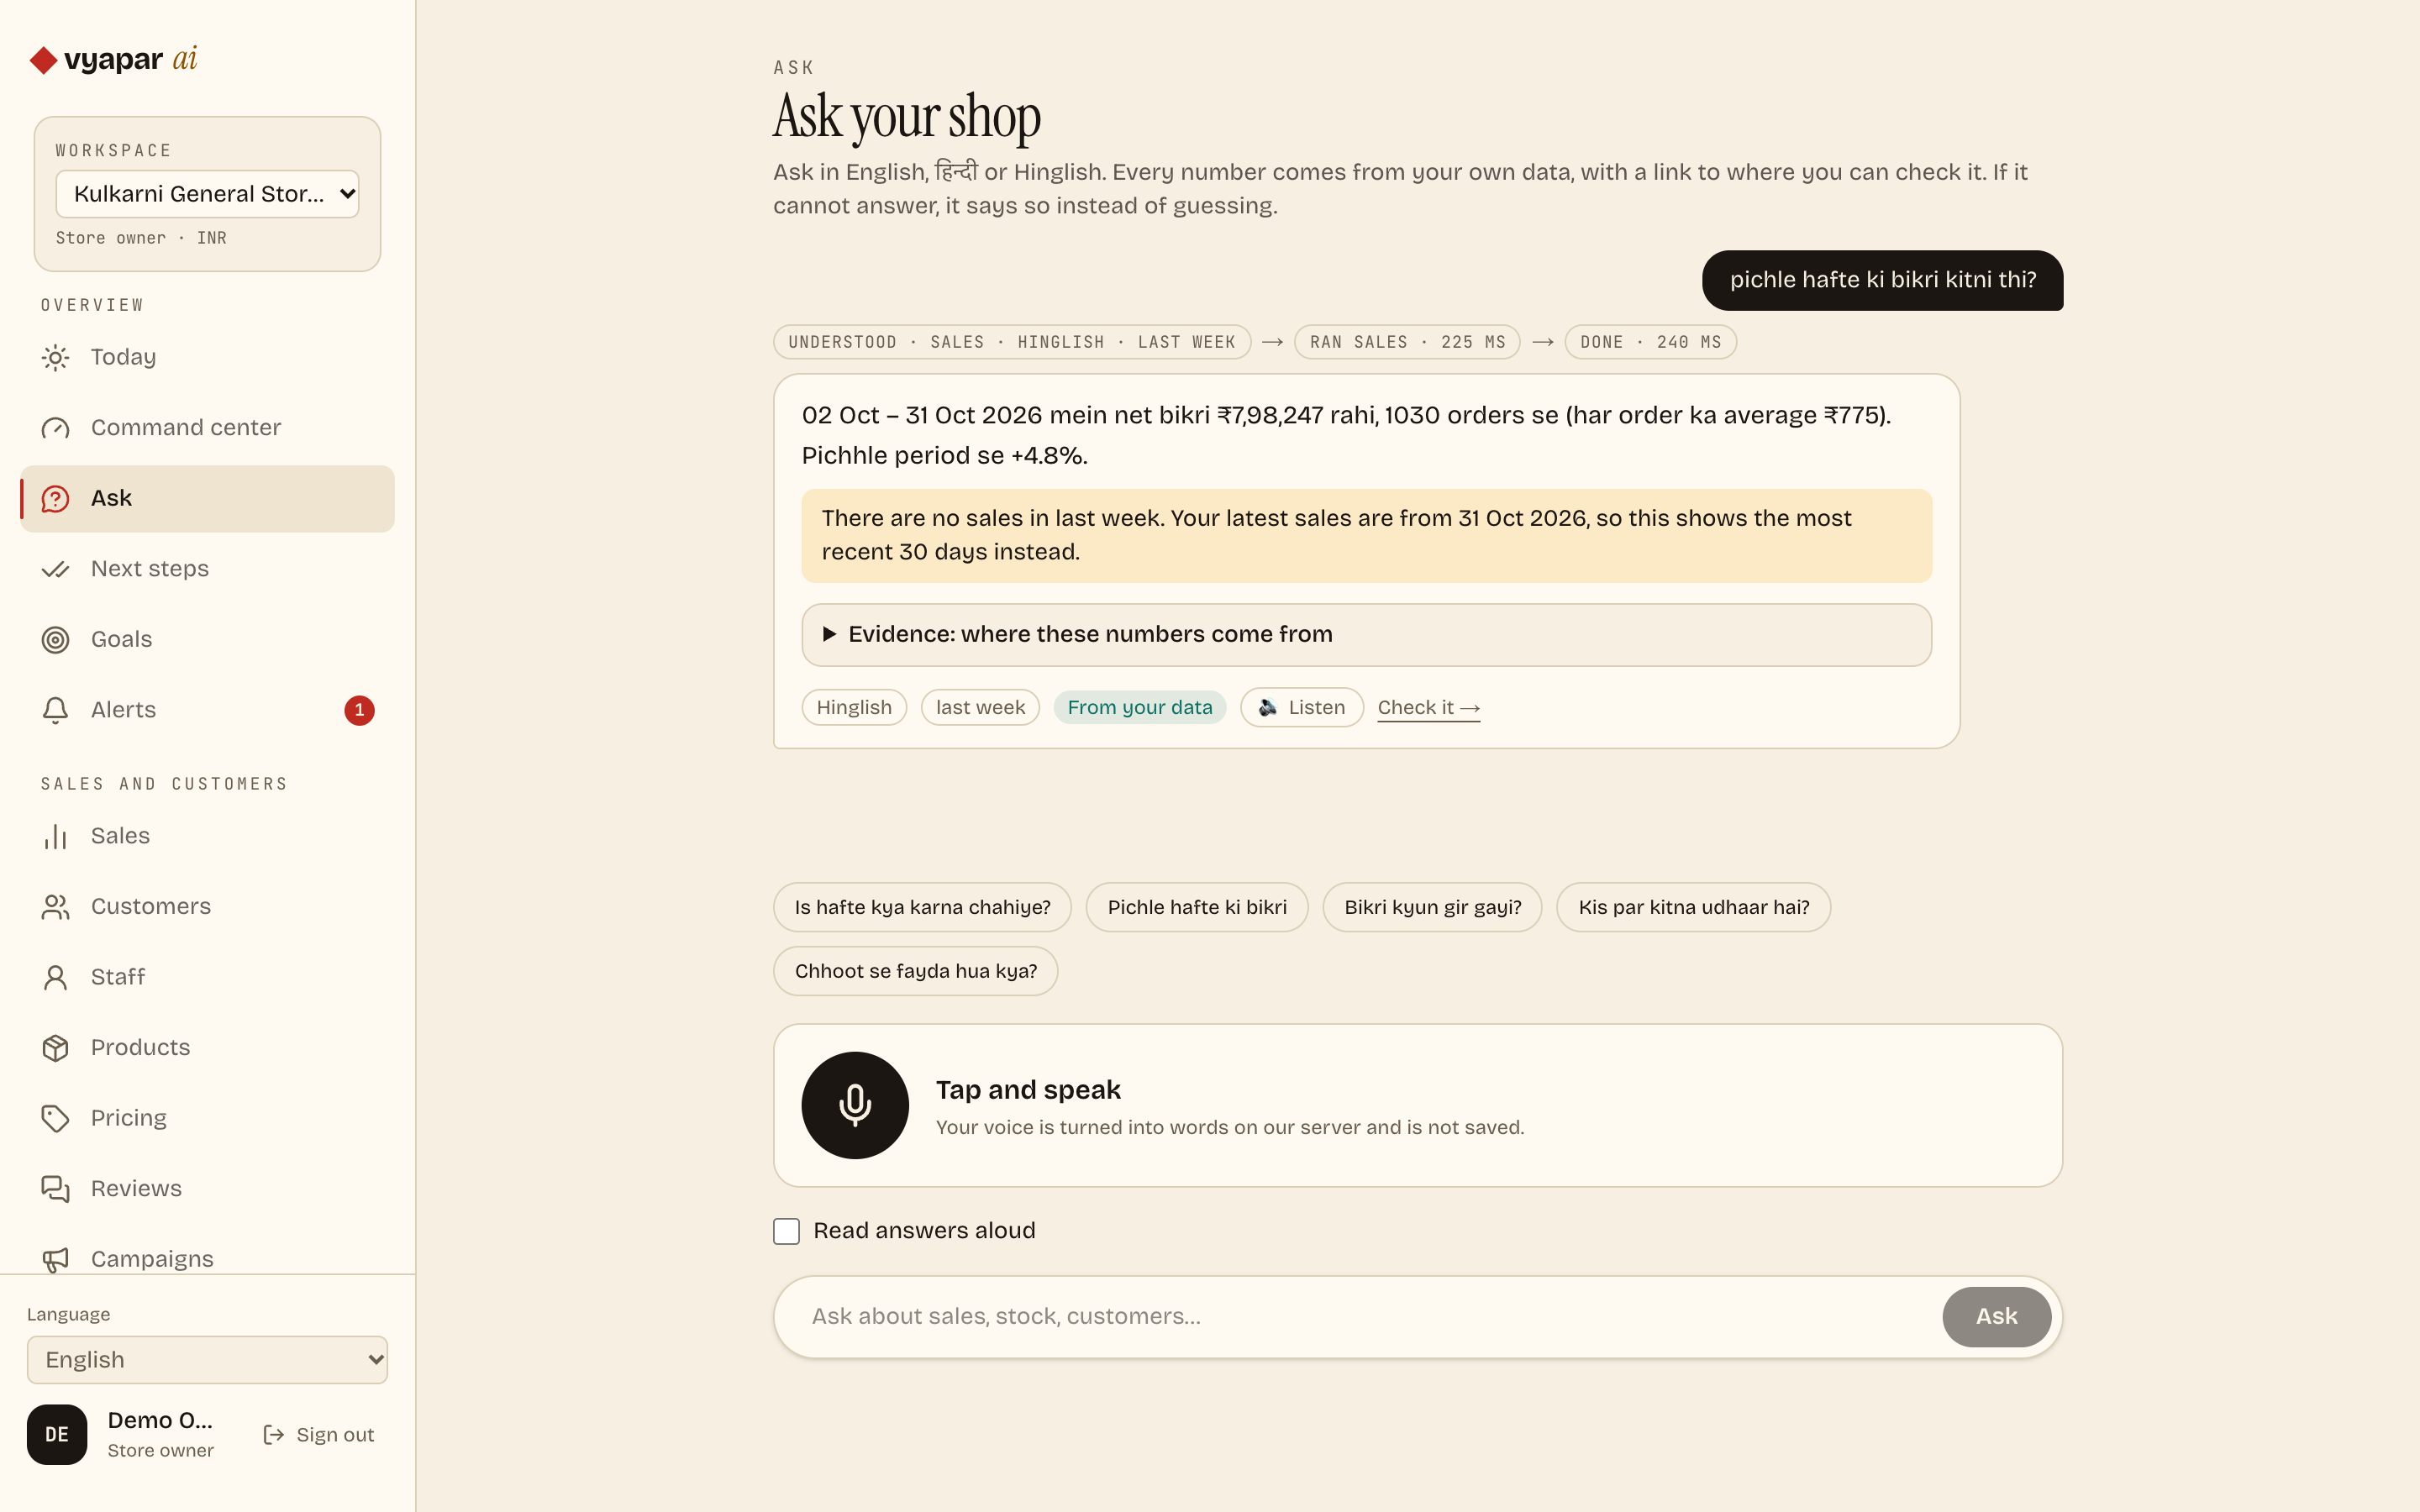 vyapar ai
WORKSPACE
Kulkarni General Stor...
Store owner · INR
OVERVIEW
Today
Command center
Ask
Next steps
Goals
Alerts
1
SALES AND CUSTOMERS
Sales
Customers
Staff
Products
Pricing
Reviews
Campaigns
Language
English
DE
Demo O...
Store owner
Sign out
ASK
Ask your shop
Ask in English, हिन्दी or Hinglish. Every number comes from your own data, with a link to where you can check it. If it
cannot answer, it says so instead of guessing.
pichle hafte ki bikri kitni thi?
UNDERSTOOD · SALES · HINGLISH · LAST WEEK → RAN SALES · 225 MS → DONE · 240 MS
02 Oct – 31 Oct 2026 mein net bikri ₹7,98,247 rahi, 1030 orders se (har order ka average ₹775).
Pichhle period se +4.8%.
There are no sales in last week. Your latest sales are from 31 Oct 2026, so this shows the most
recent 30 days instead.
Evidence: where these numbers come from
Hinglish last week From your data Listen Check it →
Is hafte kya karna chahiye? Pichle hafte ki bikri Bikri kyun gir gayi? Kis par kitna udhaar hai?
Chhoot se fayda hua kya?
Tap and speak
Your voice is turned into words on our server and is not saved.
Read answers aloud
Ask about sales, stock, customers...
Ask